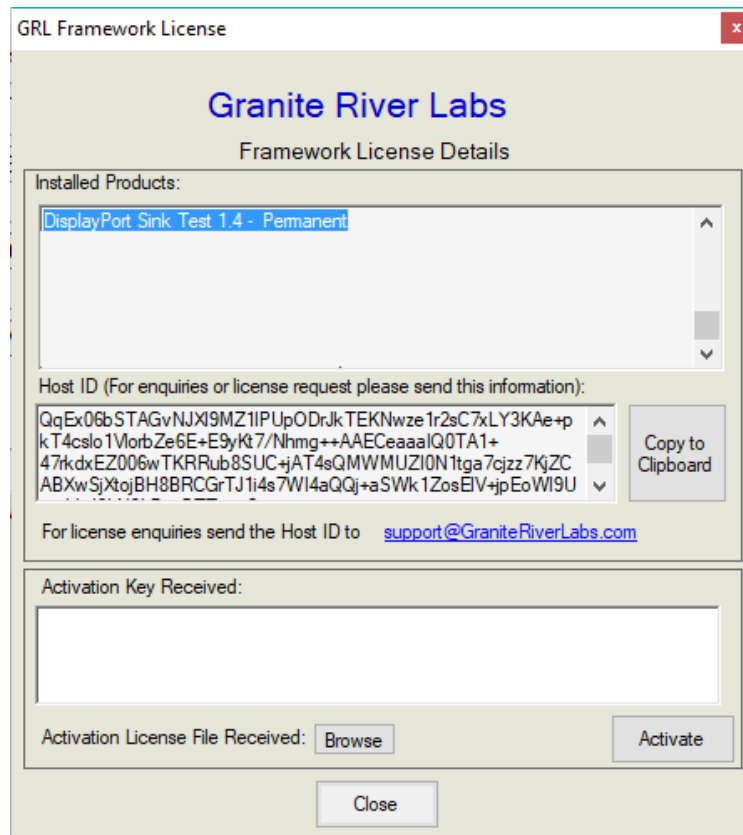 GRL Framework License
x
Granite River Labs
Framework License Details
Installed Products:
DisplayPort Sink Test 1.4 - Permanent
Host ID (For enquiries or license request please send this information):
QqEx06bSTAGvNJXI9MZ1IPUpODrJkTEKNwze1r2sC7xLY3KAe+p
kT4cslo1VlorbZe6E+E9yKt7/Nhmg++AAECeaaaIQ0TA1+
47rkdxEZ006wTKRRub8SUC+jAT4sQMWMUZI0N1tga7cjzz7KjZC
ABXwSjXtojBH8BRCGrTJ1i4s7WI4aQQj+aSWk1ZosEIV+jpEoWI9U
Copy to
Clipboard
For license enquiries send the Host ID to support@GraniteRiverLabs.com
Activation Key Received:
Activation License File Received: Browse
Activate
Close